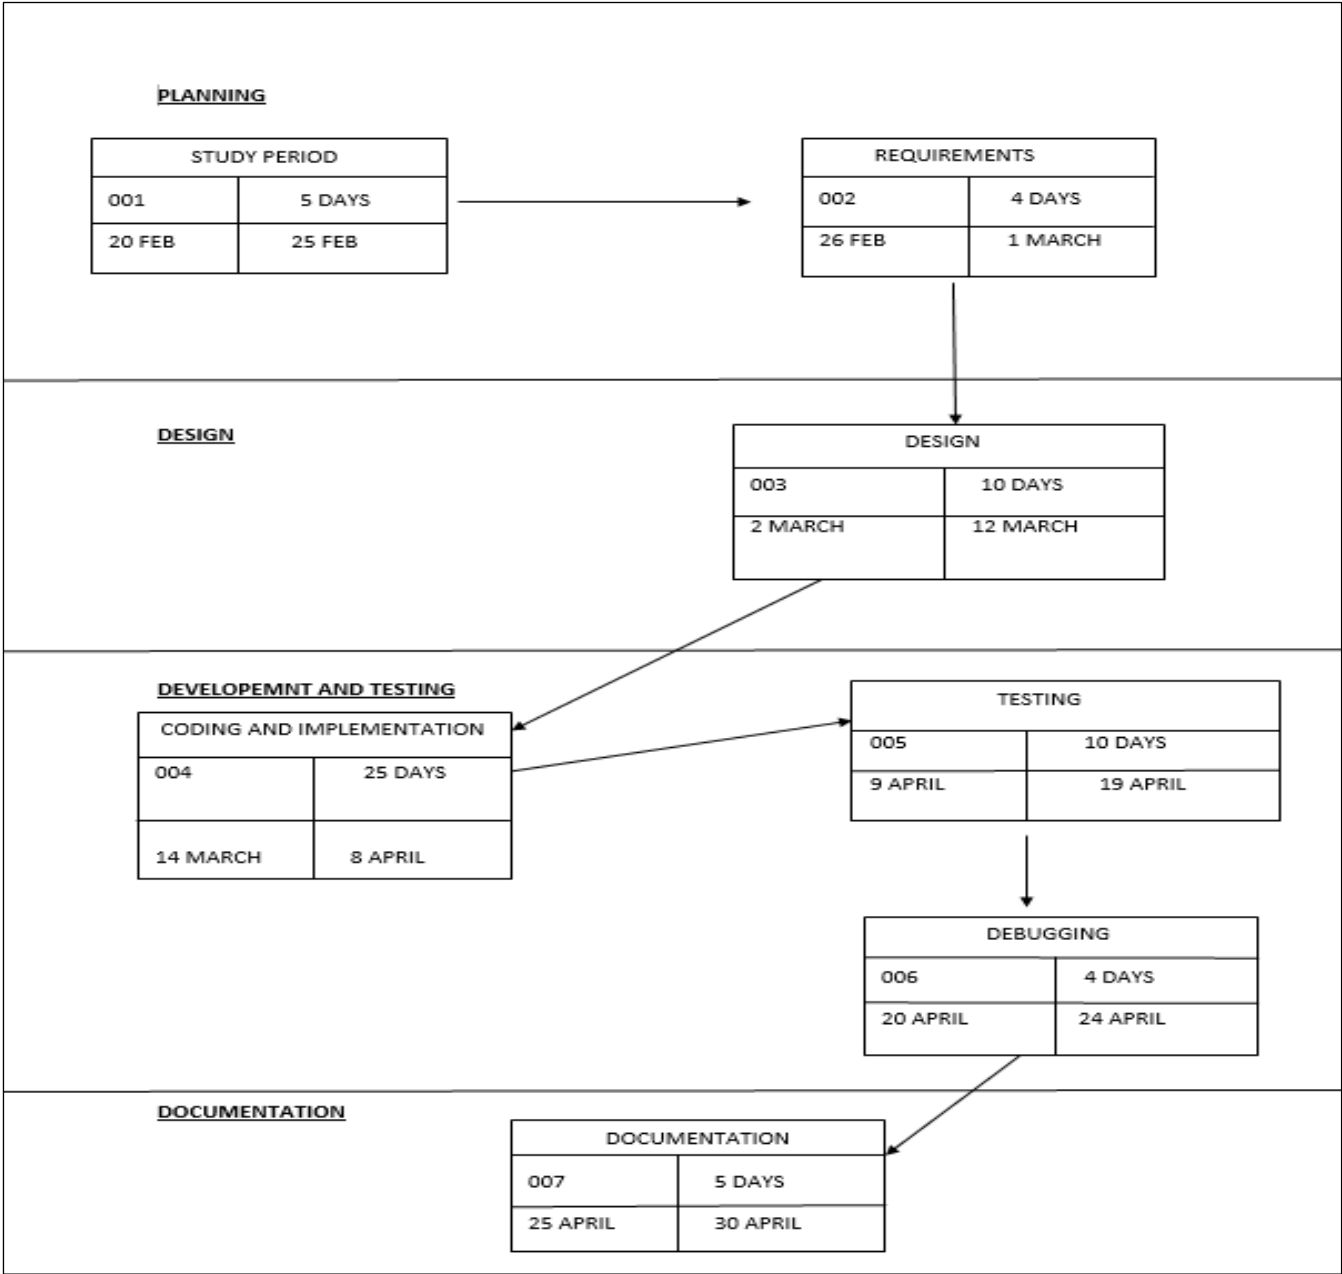 PLANNING
STUDY PERIOD
001 5 DAYS
20 FEB 25 FEB
REQUIREMENTS
002 4 DAYS
26 FEB 1 MARCH
DESIGN
DESIGN
003 10 DAYS
2 MARCH 12 MARCH
DEVELOPEMNT AND TESTING
CODING AND IMPLEMENTATION
004 25 DAYS
14 MARCH 8 APRIL
TESTING
005 10 DAYS
9 APRIL 19 APRIL
DEBUGGING
006 4 DAYS
20 APRIL 24 APRIL
DOCUMENTATION
DOCUMENTATION
007 5 DAYS
25 APRIL 30 APRIL